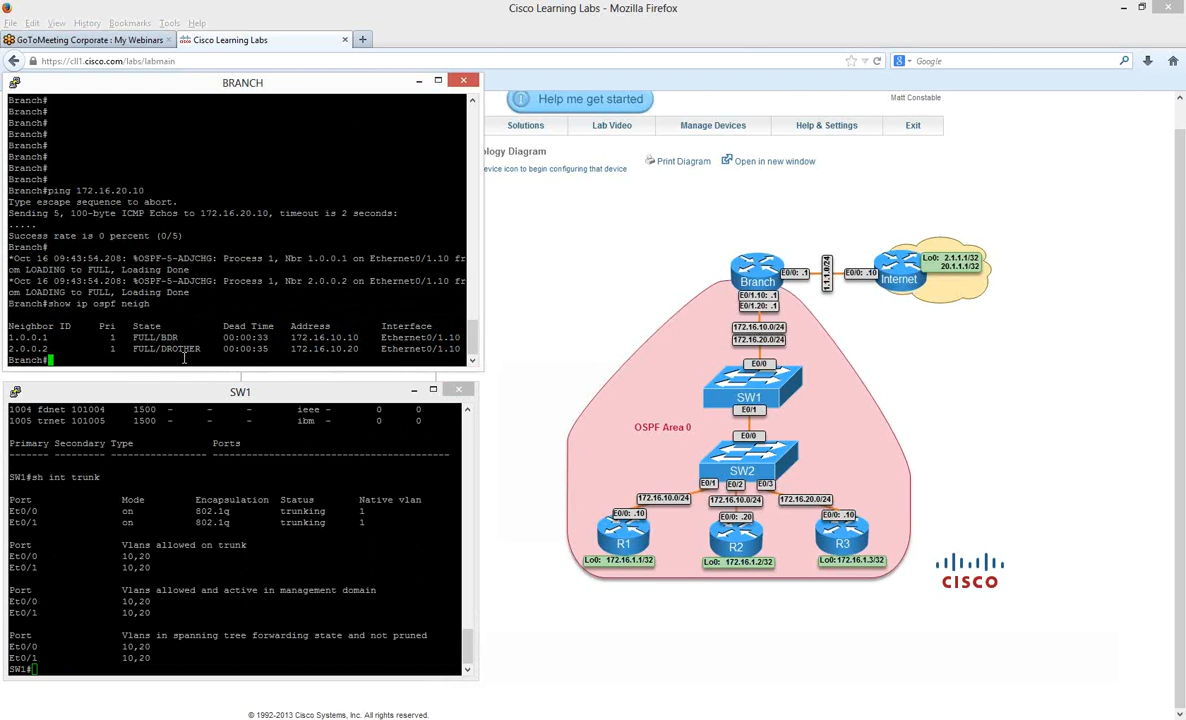 Cisco Learning Labs - Mozilla Firefox
File Edit View History Bookmarks Tools Help
GoToMeeting Corporate : My Webinars
Cisco Learning Labs
https://cll1.cisco.com/labs/labmain
Google
BRANCH
Branch#
Branch#
Branch#
Branch#
Branch#
Branch#
Branch#
Branch#
Branch#ping 172.16.20.10
Type escape sequence to abort.
Sending 5, 100-byte ICMP Echos to 172.16.20.10, timeout is 2 seconds:
.....
Success rate is 0 percent (0/5)
Branch#
*Oct 16 09:43:54.208: %OSPF-5-ADJCHG: Process 1, Nbr 1.0.0.1 on Ethernet0/1.10 fr
om LOADING to FULL, Loading Done
*Oct 16 09:43:54.208: %OSPF-5-ADJCHG: Process 1, Nbr 2.0.0.2 on Ethernet0/1.10 fr
om LOADING to FULL, Loading Done
Branch#show ip ospf neigh
Neighbor ID Pri State Dead Time Address Interface
1.0.0.1 1 FULL/BDR 00:00:33 172.16.10.10 Ethernet0/1.10
2.0.0.2 1 FULL/DROTHER 00:00:35 172.16.10.20 Ethernet0/1.10
Branch#
SW1
1004 fdnet 101004 1500 - - - ieee - 0 0
1005 trnet 101005 1500 - - - ibm - 0 0
Primary Secondary Type Ports
------- --------- ----------------- ------------------------------------------
SW1#sh int trunk
Port Mode Encapsulation Status Native vlan
Et0/0 on 802.1q trunking 1
Et0/1 on 802.1q trunking 1
Port Vlans allowed on trunk
Et0/0 10,20
Et0/1 10,20
Port Vlans allowed and active in management domain
Et0/0 10,20
Et0/1 10,20
Port Vlans in spanning tree forwarding state and not pruned
Et0/0 10,20
Et0/1 10,20
SW1#
Help me get started
Matt Constable
Solutions Lab Video Manage Devices Help & Settings Exit
ology Diagram
Print Diagram Open in new window
evice icon to begin configuring that device
Branch
E0/0: .1
1.1.1.0/24
E0/0: .10
Internet
Lo0: 2.1.1.1/32
20.1.1.1/32
E0/1.10: .1
E0/1.20: .1
172.16.10.0/24
172.16.20.0/24
E0/0
SW1
E0/1
OSPF Area 0
E0/0
SW2
E0/1 E0/2 E0/3
172.16.10.0/24 172.16.10.0/24 172.16.20.0/24
E0/0: .10 E0/0: .20 E0/0: .10
R1 R2 R3
Lo0: 172.16.1.1/32 Lo0: 172.16.1.2/32 Lo0: 172.16.1.3/32
CISCO
© 1992-2013 Cisco Systems, Inc. All rights reserved.